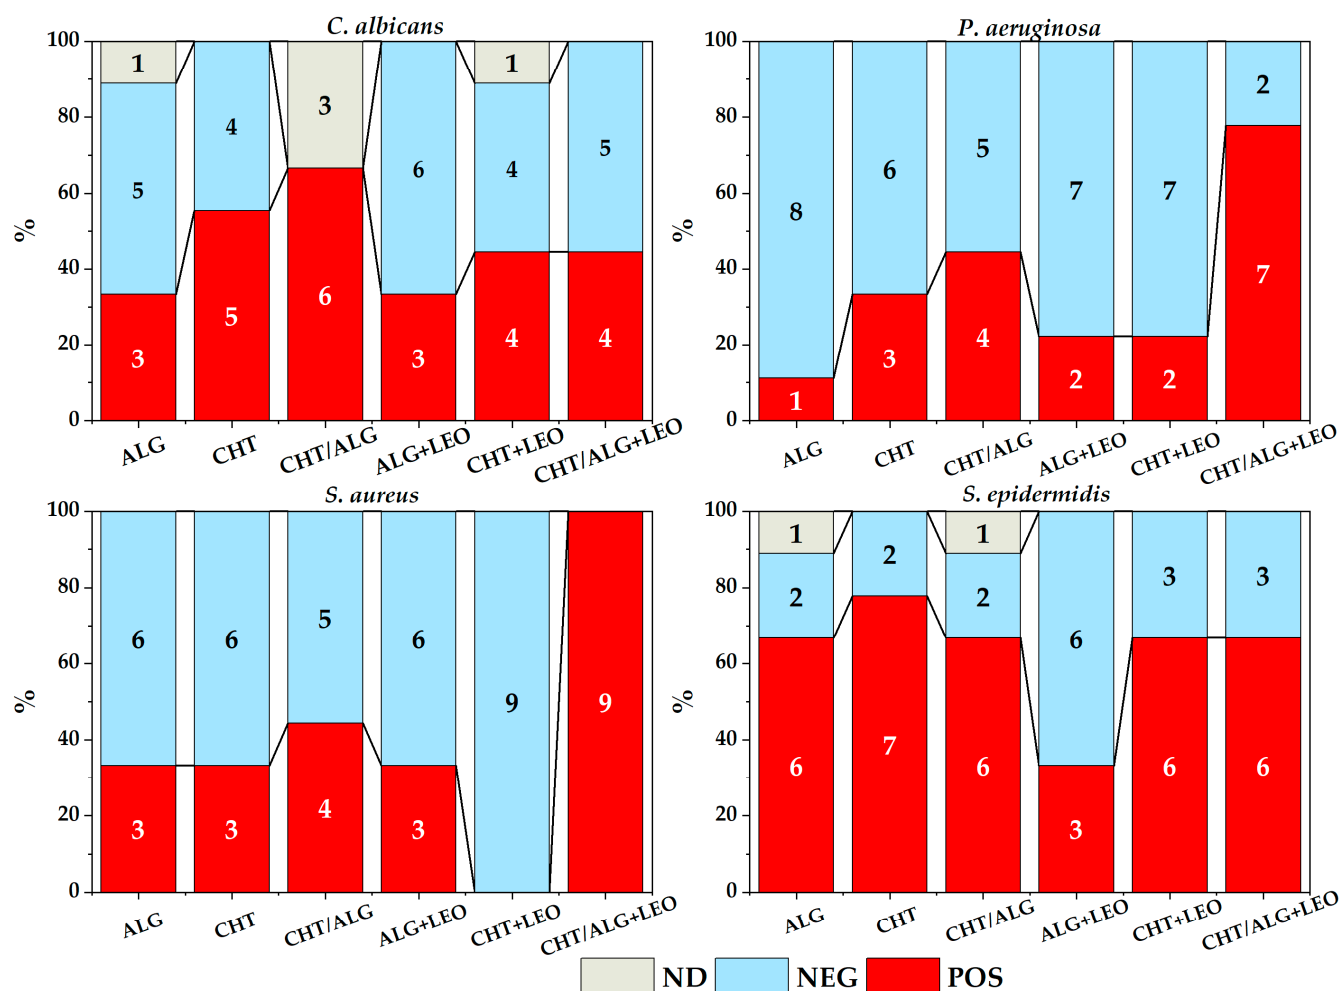 C. albicans
%
100
80
60
40
20
0
1
5
3
4
5
3
6
6
3
1
4
4
5
4
ALG
CHT
CHT/ALG
ALG+LEO
CHT+LEO
CHT/ALG+LEO
P. aeruginosa
%
100
80
60
40
20
0
8
1
6
3
5
4
7
2
7
2
2
7
ALG
CHT
CHT/ALG
ALG+LEO
CHT+LEO
CHT/ALG+LEO
S. aureus
%
100
80
60
40
20
0
6
3
6
3
5
4
6
3
9
9
ALG
CHT
CHT/ALG
ALG+LEO
CHT+LEO
CHT/ALG+LEO
S. epidermidis
%
100
80
60
40
20
0
1
2
6
2
7
1
2
6
6
3
3
6
3
6
ALG
CHT
CHT/ALG
ALG+LEO
CHT+LEO
CHT/ALG+LEO
ND NEG POS